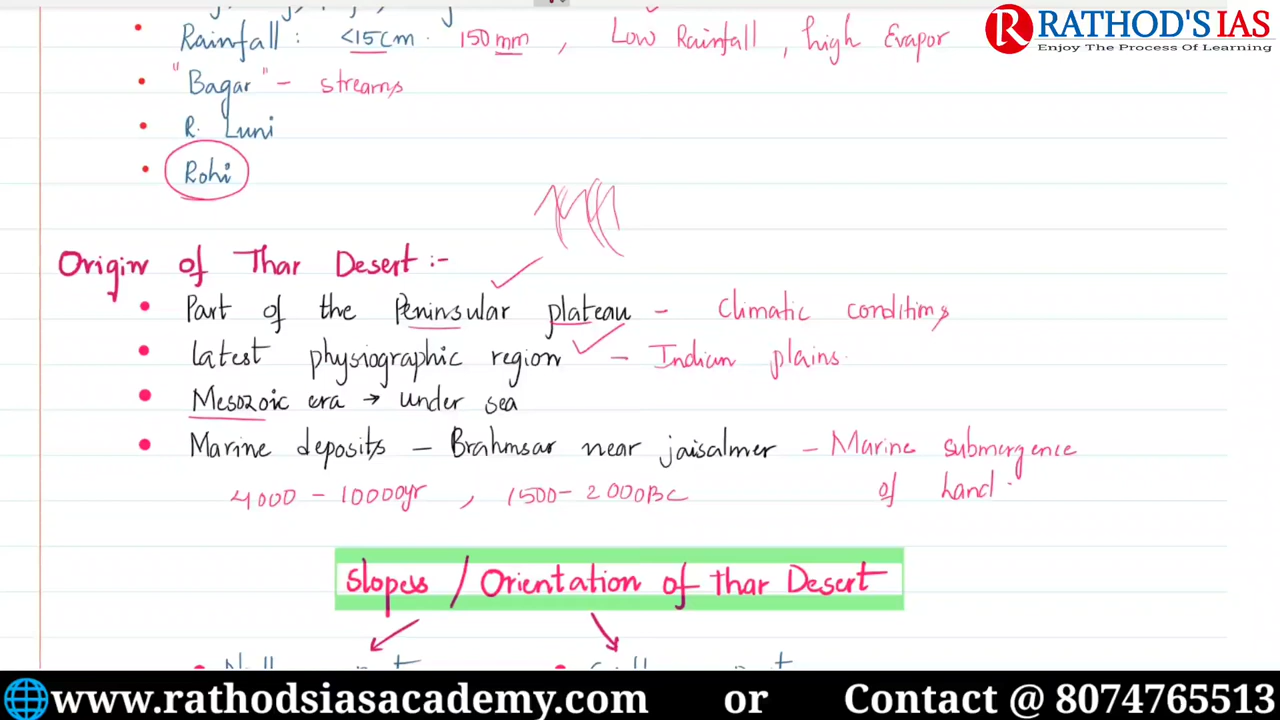 RATHOD'S IAS
Enjoy The Process Of Learning
• Rainfall : <15cm. 150 mm , Low Rainfall , high Evapor
• "Bagar" - streams
• R. Luni
• Rohi
Origin of Thar Desert :-
• Part of the Peninsular plateau - Climatic conditions
• Latest physiographic region - Indian plains
• Mesozoic era → under sea
• Marine deposits - Brahmsar near jaisalmer - Marine submergence of Land
4000 - 10000yr , 1500 - 2000BC
Slopes / Orientation of Thar Desert
www.rathodsiasacademy.com or Contact @ 8074765513